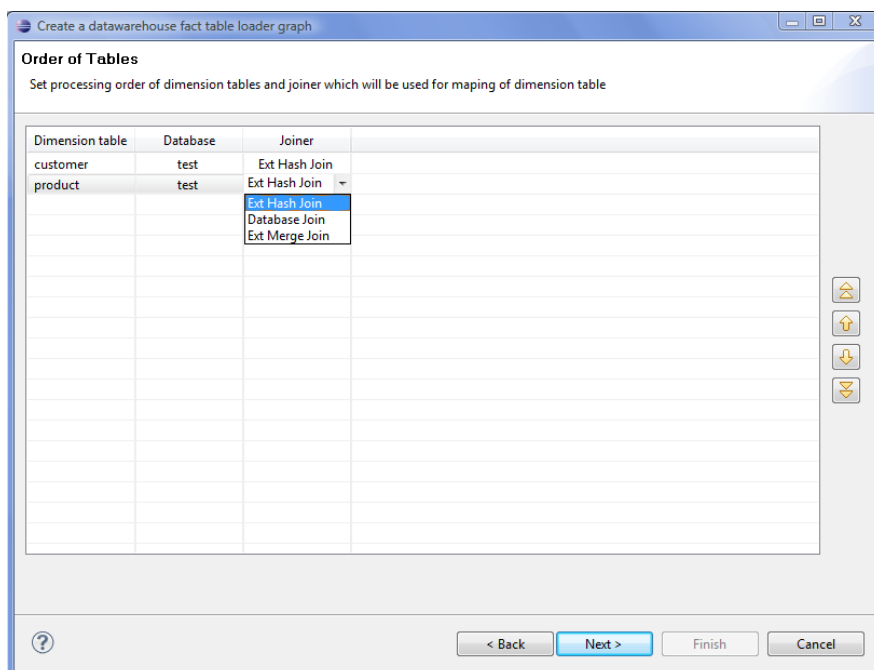 Create a datawarehouse fact table loader graph
Order of Tables
Set processing order of dimension tables and joiner which will be used for maping of dimension table
Dimension table Database Joiner
customer test Ext Hash Join
product test Ext Hash Join
Ext Hash Join
Database Join
Ext Merge Join
?
< Back Next > Finish Cancel